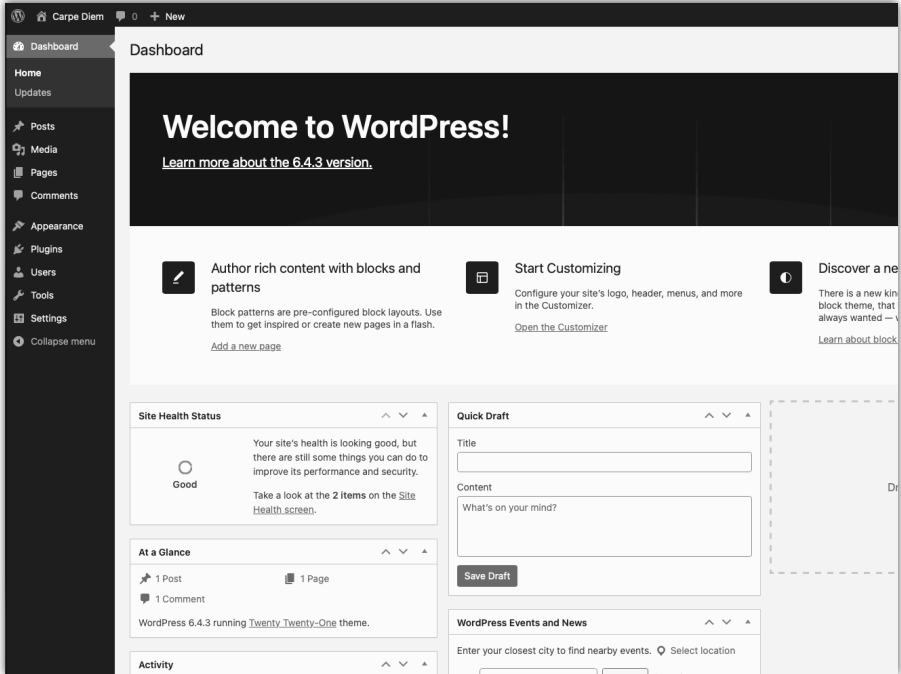 Carpe Diem 0 New
Dashboard
Home
Updates
Posts
Media
Pages
Comments
Appearance
Plugins
Users
Tools
Settings
Collapse menu
Dashboard
Welcome to WordPress!
Learn more about the 6.4.3 version.
Author rich content with blocks and
patterns
Block patterns are pre-configured block layouts. Use
them to get inspired or create new pages in a flash.
Add a new page
Start Customizing
Configure your site's logo, header, menus, and more
in the Customizer.
Open the Customizer
Discover a ne
There is a new kin
block theme, that
always wanted — w
Learn about block
Site Health Status
Good
Your site's health is looking good, but
there are still some things you can do to
improve its performance and security.
Take a look at the 2 items on the Site
Health screen.
At a Glance
1 Post 1 Page
1 Comment
WordPress 6.4.3 running Twenty Twenty-One theme.
Activity
Quick Draft
Title
Content
What's on your mind?
Save Draft
WordPress Events and News
Enter your closest city to find nearby events. Select location
Dr